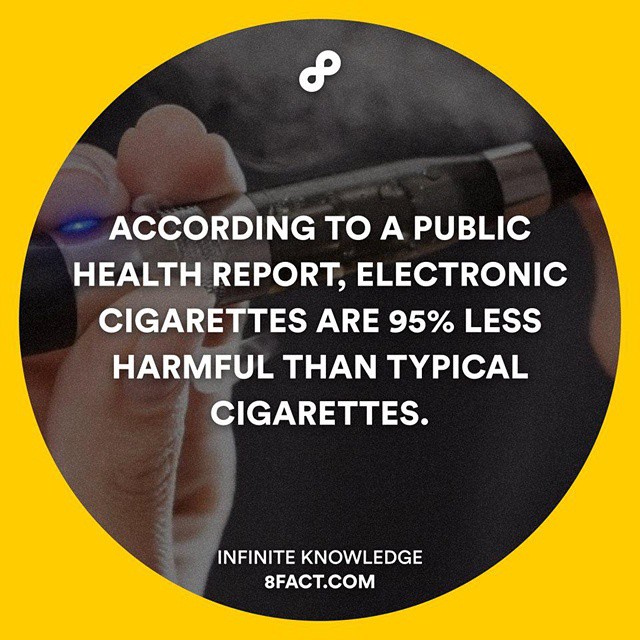 ACCORDING TO A PUBLIC
HEALTH REPORT, ELECTRONIC
CIGARETTES ARE 95% LESS
HARMFUL THAN TYPICAL
CIGARETTES.
INFINITE KNOWLEDGE
8FACT.COM